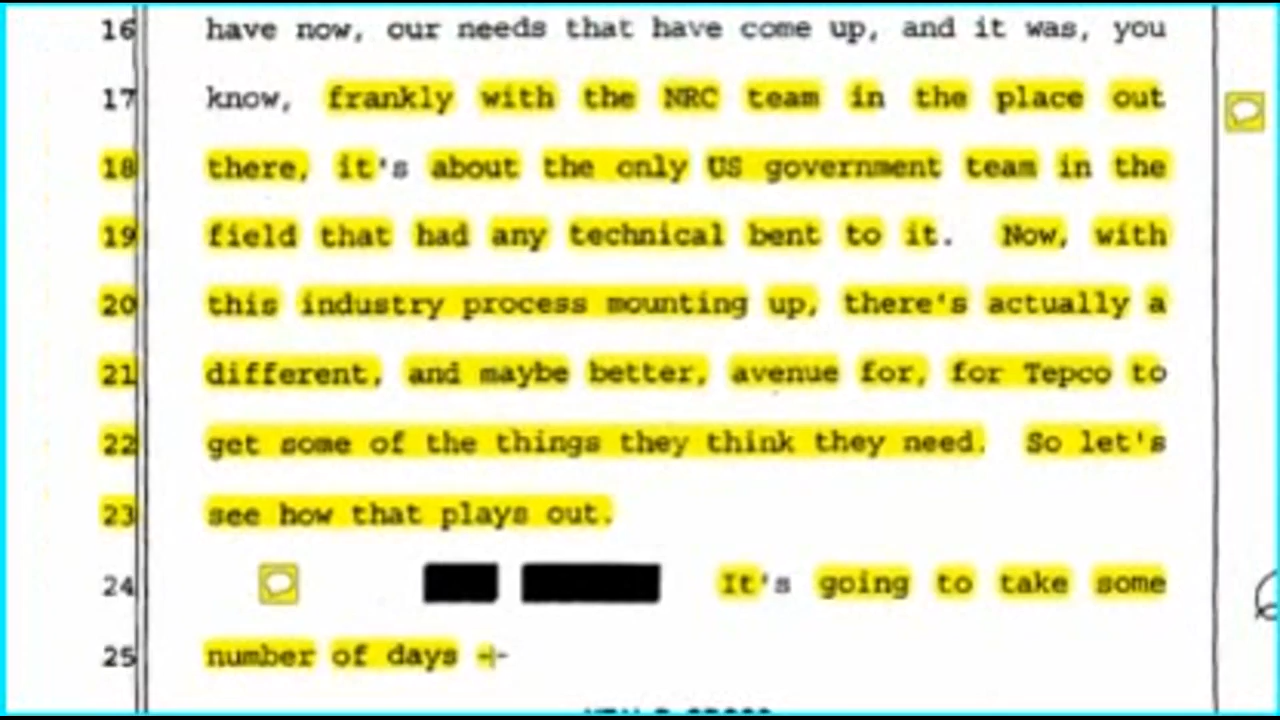 16 have now, our needs that have come up, and it was, you
17 know, frankly with the NRC team in the place out
18 there, it's about the only US government team in the
19 field that had any technical bent to it. Now, with
20 this industry process mounting up, there's actually a
21 different, and maybe better, avenue for, for Tepco to
22 get some of the things they think they need. So let's
23 see how that plays out.
24 It's going to take some
25 number of days --